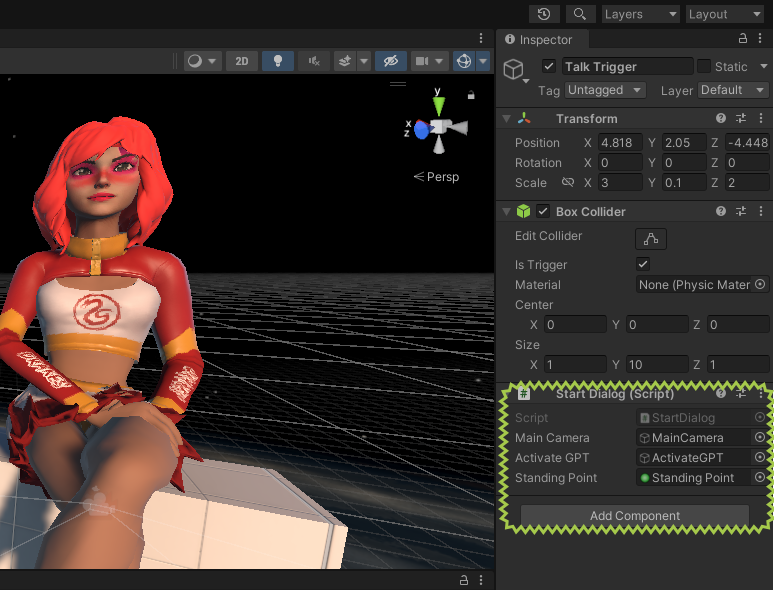 Layers Layout
Inspector
Talk Trigger Static
Tag Untagged Layer Default
2D
y
x
z
Persp
Transform
Position X 4.818 Y 2.05 Z -4.448
Rotation X 0 Y 0 Z 0
Scale X 3 Y 0.1 Z 2
Box Collider
Edit Collider
Is Trigger
Material None (Physic Mater
Center
X 0 Y 0 Z 0
Size
X 1 Y 10 Z 1
# Start Dialog (Script)
Script # StartDialog
Main Camera MainCamera
Activate GPT ActivateGPT
Standing Point Standing Point
Add Component